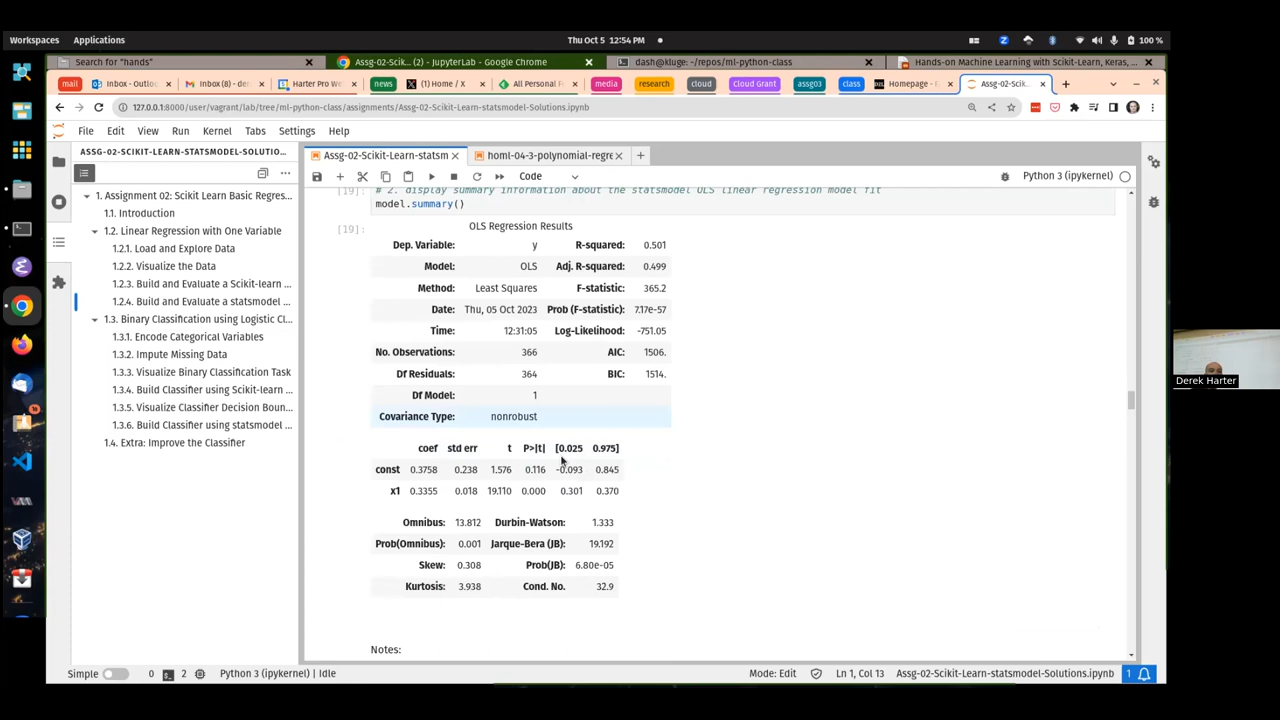 Workspaces Applications Thu Oct 5 12:54 PM 100 %
Search for "hands" Assg-02-Scik... (2) - JupyterLab - Google Chrome dash@kluge: ~/repos/ml-python-class Hands-on Machine Learning with Scikit-Learn, Keras, ...
mail Inbox - Outloo Inbox (8) - de Harter Pro We news (1) Home / X All Personal F media research cloud Cloud Grant assg03 class Homepage - Assg-02-Scikit-Learn
127.0.0.1:8000/user/vagrant/lab/tree/ml-python-class/assignments/Assg-02-Scikit-Learn-statsmodel-Solutions.ipynb
File Edit View Run Kernel Tabs Settings Help
ASSG-02-SCIKIT-LEARN-STATSMODEL-SOLUTIO... Assg-02-Scikit-Learn-statsm homl-04-3-polynomial-regre
Code Python 3 (ipykernel)
1. Assignment 02: Scikit Learn Basic Regres...
1.1. Introduction
1.2. Linear Regression with One Variable
1.2.1. Load and Explore Data
1.2.2. Visualize the Data
1.2.3. Build and Evaluate a Scikit-learn ...
1.2.4. Build and Evaluate a statsmodel ...
1.3. Binary Classification using Logistic Cl...
1.3.1. Encode Categorical Variables
1.3.2. Impute Missing Data
1.3.3. Visualize Binary Classification Task
1.3.4. Build Classifier using Scikit-learn ...
1.3.5. Visualize Classifier Decision Boun...
1.3.6. Build Classifier using statsmodel ...
1.4. Extra: Improve the Classifier
[19]: # 2. display summary information about the statsmodel OLS linear regression model fit
model.summary()
[19]: OLS Regression Results
Dep. Variable: y R-squared: 0.501
Model: OLS Adj. R-squared: 0.499
Method: Least Squares F-statistic: 365.2
Date: Thu, 05 Oct 2023 Prob (F-statistic): 7.17e-57
Time: 12:31:05 Log-Likelihood: -751.05
No. Observations: 366 AIC: 1506.
Df Residuals: 364 BIC: 1514.
Df Model: 1
Covariance Type: nonrobust
coef std err t P>|t| [0.025 0.975]
const 0.3758 0.238 1.576 0.116 -0.093 0.845
x1 0.3355 0.018 19.110 0.000 0.301 0.370
Omnibus: 13.812 Durbin-Watson: 1.333
Prob(Omnibus): 0.001 Jarque-Bera (JB): 19.192
Skew: 0.308 Prob(JB): 6.80e-05
Kurtosis: 3.938 Cond. No. 32.9
Notes:
Derek Harter
Simple 0 2 Python 3 (ipykernel) | Idle Mode: Edit Ln 1, Col 13 Assg-02-Scikit-Learn-statsmodel-Solutions.ipynb 1